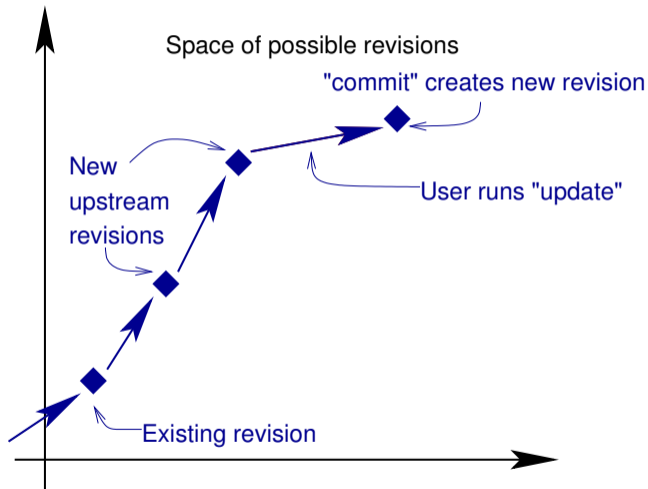 Space of possible revisions
"commit" creates new revision
New
upstream
revisions
User runs "update"
Existing revision